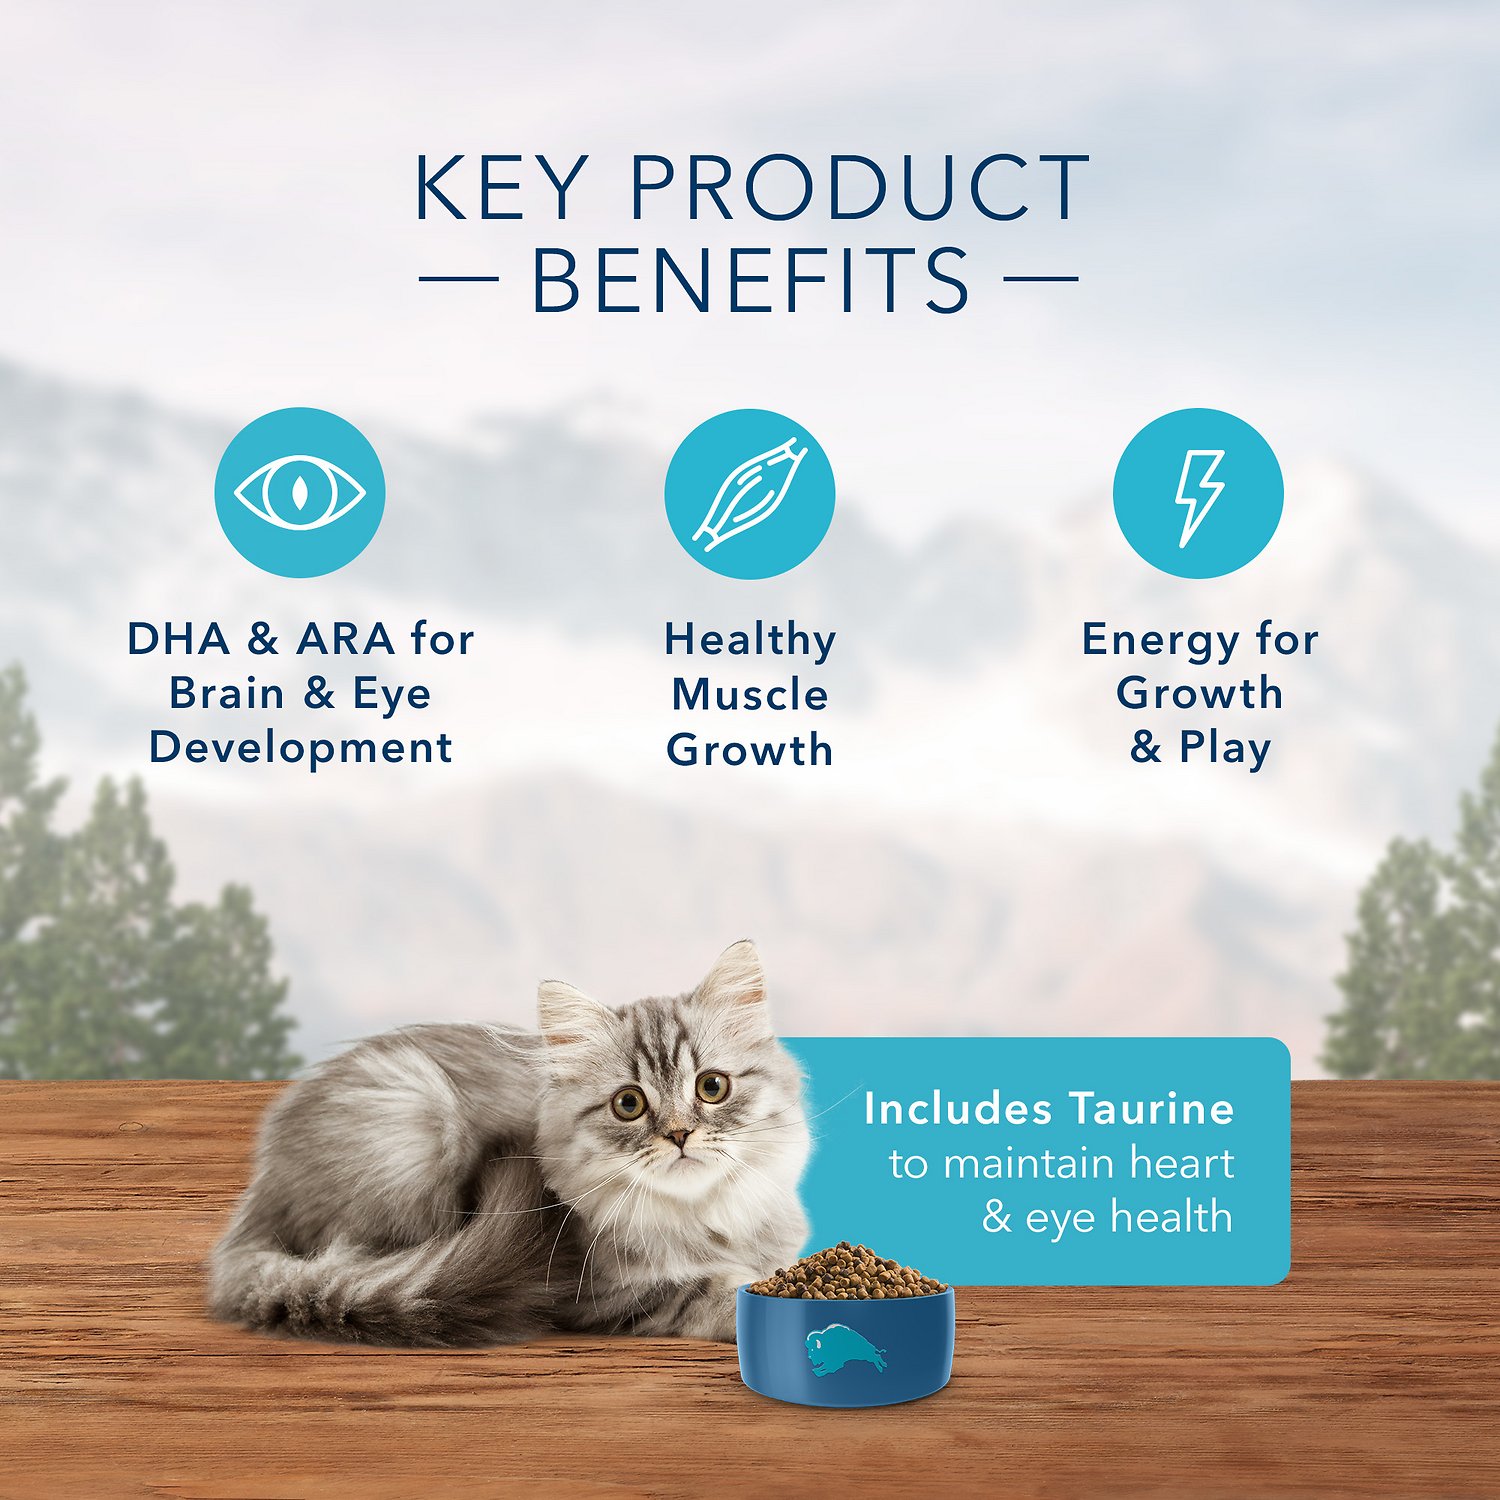 KEY PRODUCT
BENEFITS
DHA & ARA for
Brain & Eye
Development
Healthy
Muscle
Growth
Energy for
Growth
& Play
Includes Taurine
to maintain heart
& eye health